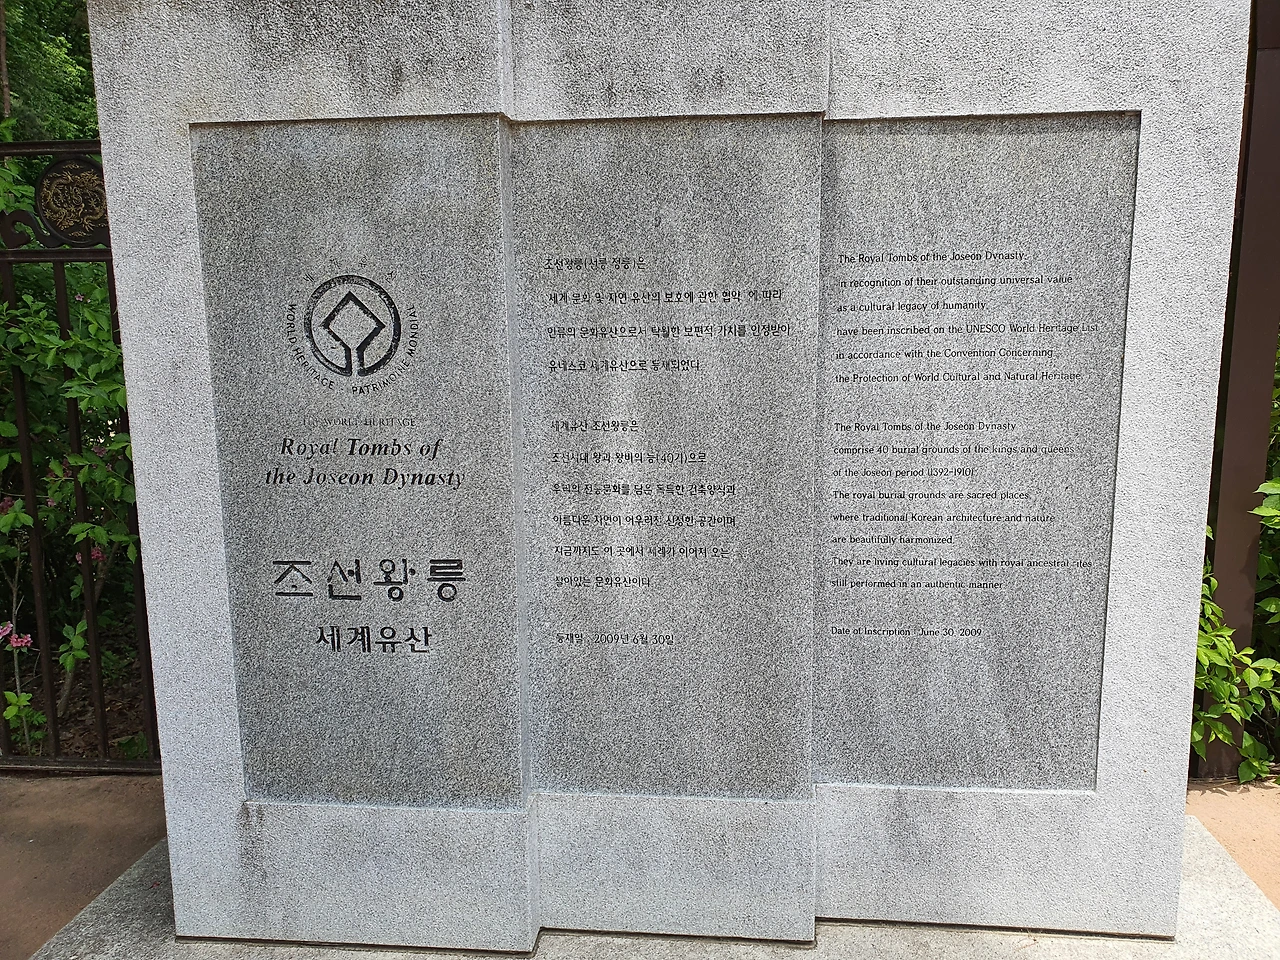 세계유산
WORLD HERITAGE · PATRIMOINE MONDIAL
THE WORLD HERITAGE
Royal Tombs of
the Joseon Dynasty
조선왕릉
세계유산
조선왕릉(선릉·정릉)은
세계 문화 및 자연 유산의 보호에 관한 협약 에 따라
인류의 문화유산으로서 탁월한 보편적 가치를 인정받아
유네스코 세계유산으로 등재되었다.
세계유산 조선왕릉은
조선시대 왕과 왕비의 능(40기)으로
우리의 전통문화를 담은 독특한 건축양식과
아름다운 자연이 어우러진 신성한 공간이며
지금까지도 이 곳에서 제례가 이어져 오는
살아있는 문화유산이다.
등재일 : 2009년 6월 30일
The Royal Tombs of the Joseon Dynasty,
in recognition of their outstanding universal value
as a cultural legacy of humanity,
have been inscribed on the UNESCO World Heritage List
in accordance with the Convention Concerning
the Protection of World Cultural and Natural Heritage.
The Royal Tombs of the Joseon Dynasty
comprise 40 burial grounds of the kings and queens
of the Joseon period (1392-1910).
The royal burial grounds are sacred places
where traditional Korean architecture and nature
are beautifully harmonized.
They are living cultural legacies with royal ancestral rites
still performed in an authentic manner.
Date of Inscription : June 30, 2009